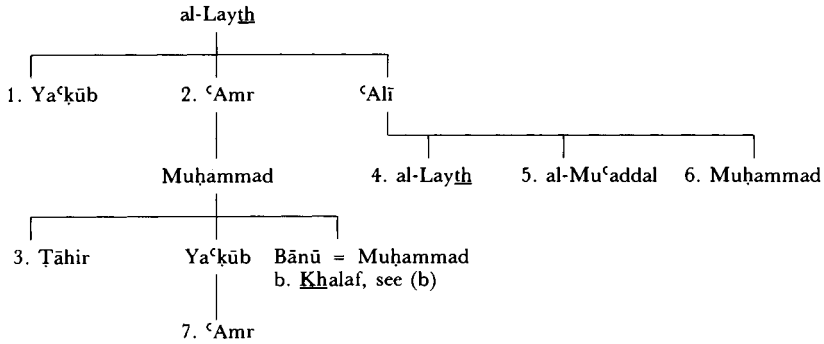 al-Layth
1. Yaʿḳūb 2. ʿAmr ʿAlī
Muḥammad 4. al-Layth 5. al-Muʿaddal 6. Muḥammad
3. Ṭāhir Yaʿḳūb Bānū = Muḥammad
b. Khalaf, see (b)
7. ʿAmr